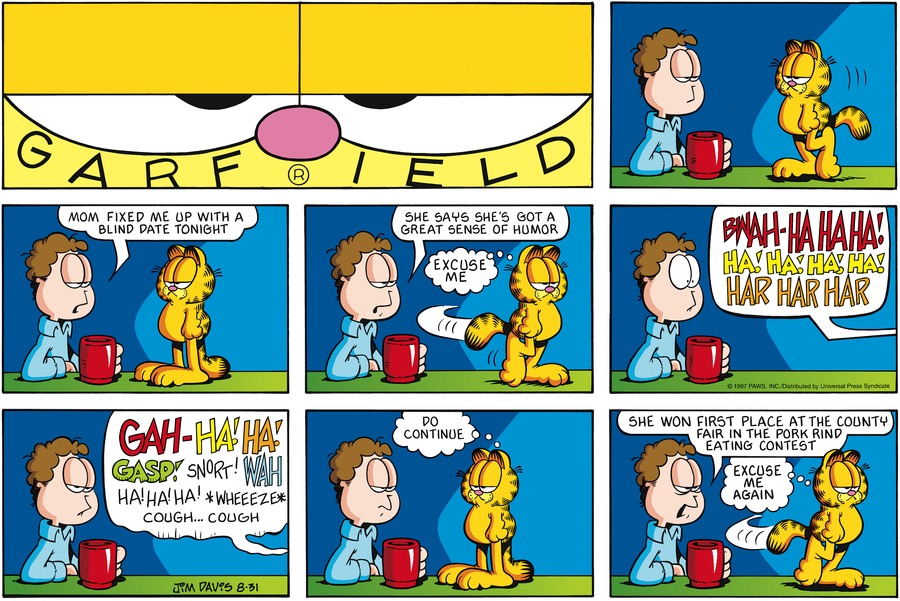 GARFIELD
®
MOM FIXED ME UP WITH A
BLIND DATE TONIGHT
SHE SAYS SHE'S GOT A
GREAT SENSE OF HUMOR
EXCUSE
ME
BWAH-HA HA HA!
HA! HA! HA! HA!
HAR HAR HAR
© 1997 PAWS, INC./Distributed by Universal Press Syndicate
GAH-HA! HA!
GASP! SNORT! WAH
HA! HA! HA! *WHEEEZE*
COUGH... COUGH
JIM DAVIS 8-31
DO
CONTINUE
SHE WON FIRST PLACE AT THE COUNTY
FAIR IN THE PORK RIND
EATING CONTEST
EXCUSE
ME
AGAIN